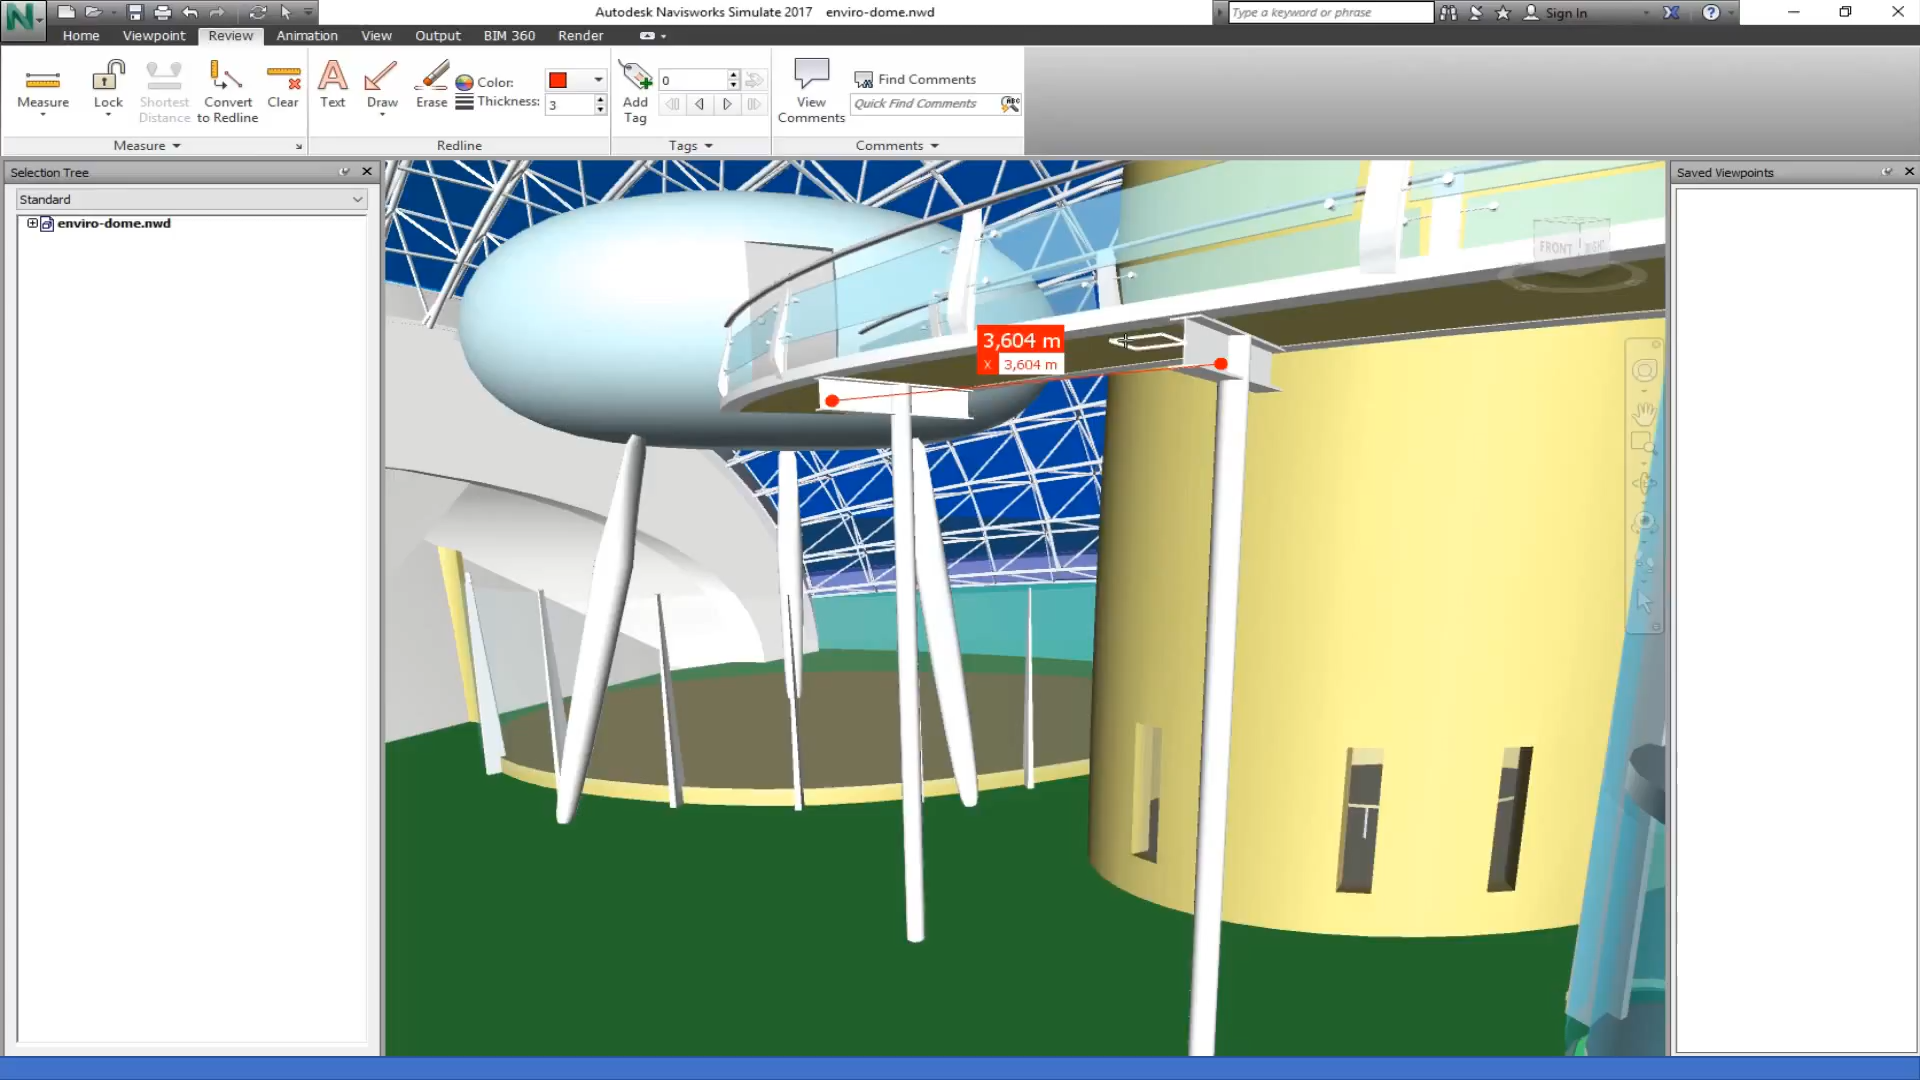 Autodesk Navisworks Simulate 2017 enviro-dome.nwd
Type a keyword or phrase
Sign In
Home Viewpoint Review Animation View Output BIM 360 Render
Measure
Lock
Shortest
Distance
Convert
to Redline
Clear
Text
Draw
Erase
Color:
Thickness: 3
Add
Tag
0
View
Comments
Find Comments
Quick Find Comments
ABC
Measure
Redline
Tags
Comments
Selection Tree
Saved Viewpoints
Standard
enviro-dome.nwd
FRONT RIGHT
3,604 m
X 3,604 m